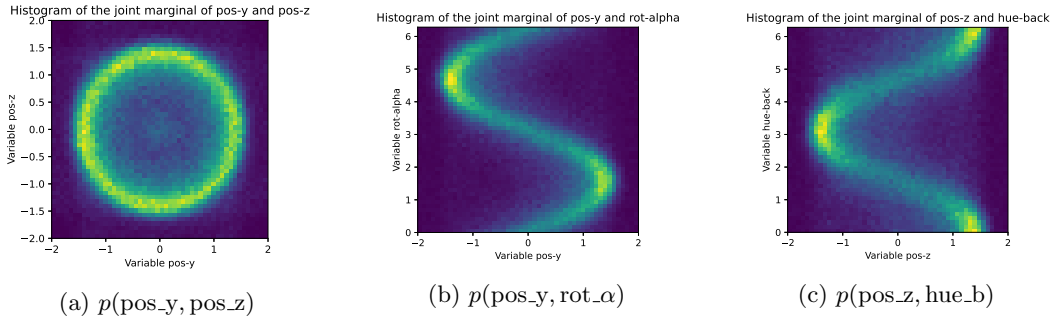 Histogram of the joint marginal of pos-y and pos-z
2.0
1.5
1.0
0.5
0.0
−0.5
−1.0
−1.5
−2.0
Variable pos-z
−2 −1 0 1 2
Variable pos-y
(a) p(pos_y, pos_z)
Histogram of the joint marginal of pos-y and rot-alpha
6
5
4
3
2
1
0
Variable rot-alpha
−2 −1 0 1 2
Variable pos-y
(b) p(pos_y, rot_α)
Histogram of the joint marginal of pos-z and hue-back
6
5
4
3
2
1
0
Variable hue-back
−2 −1 0 1 2
Variable pos-z
(c) p(pos_z, hue_b)